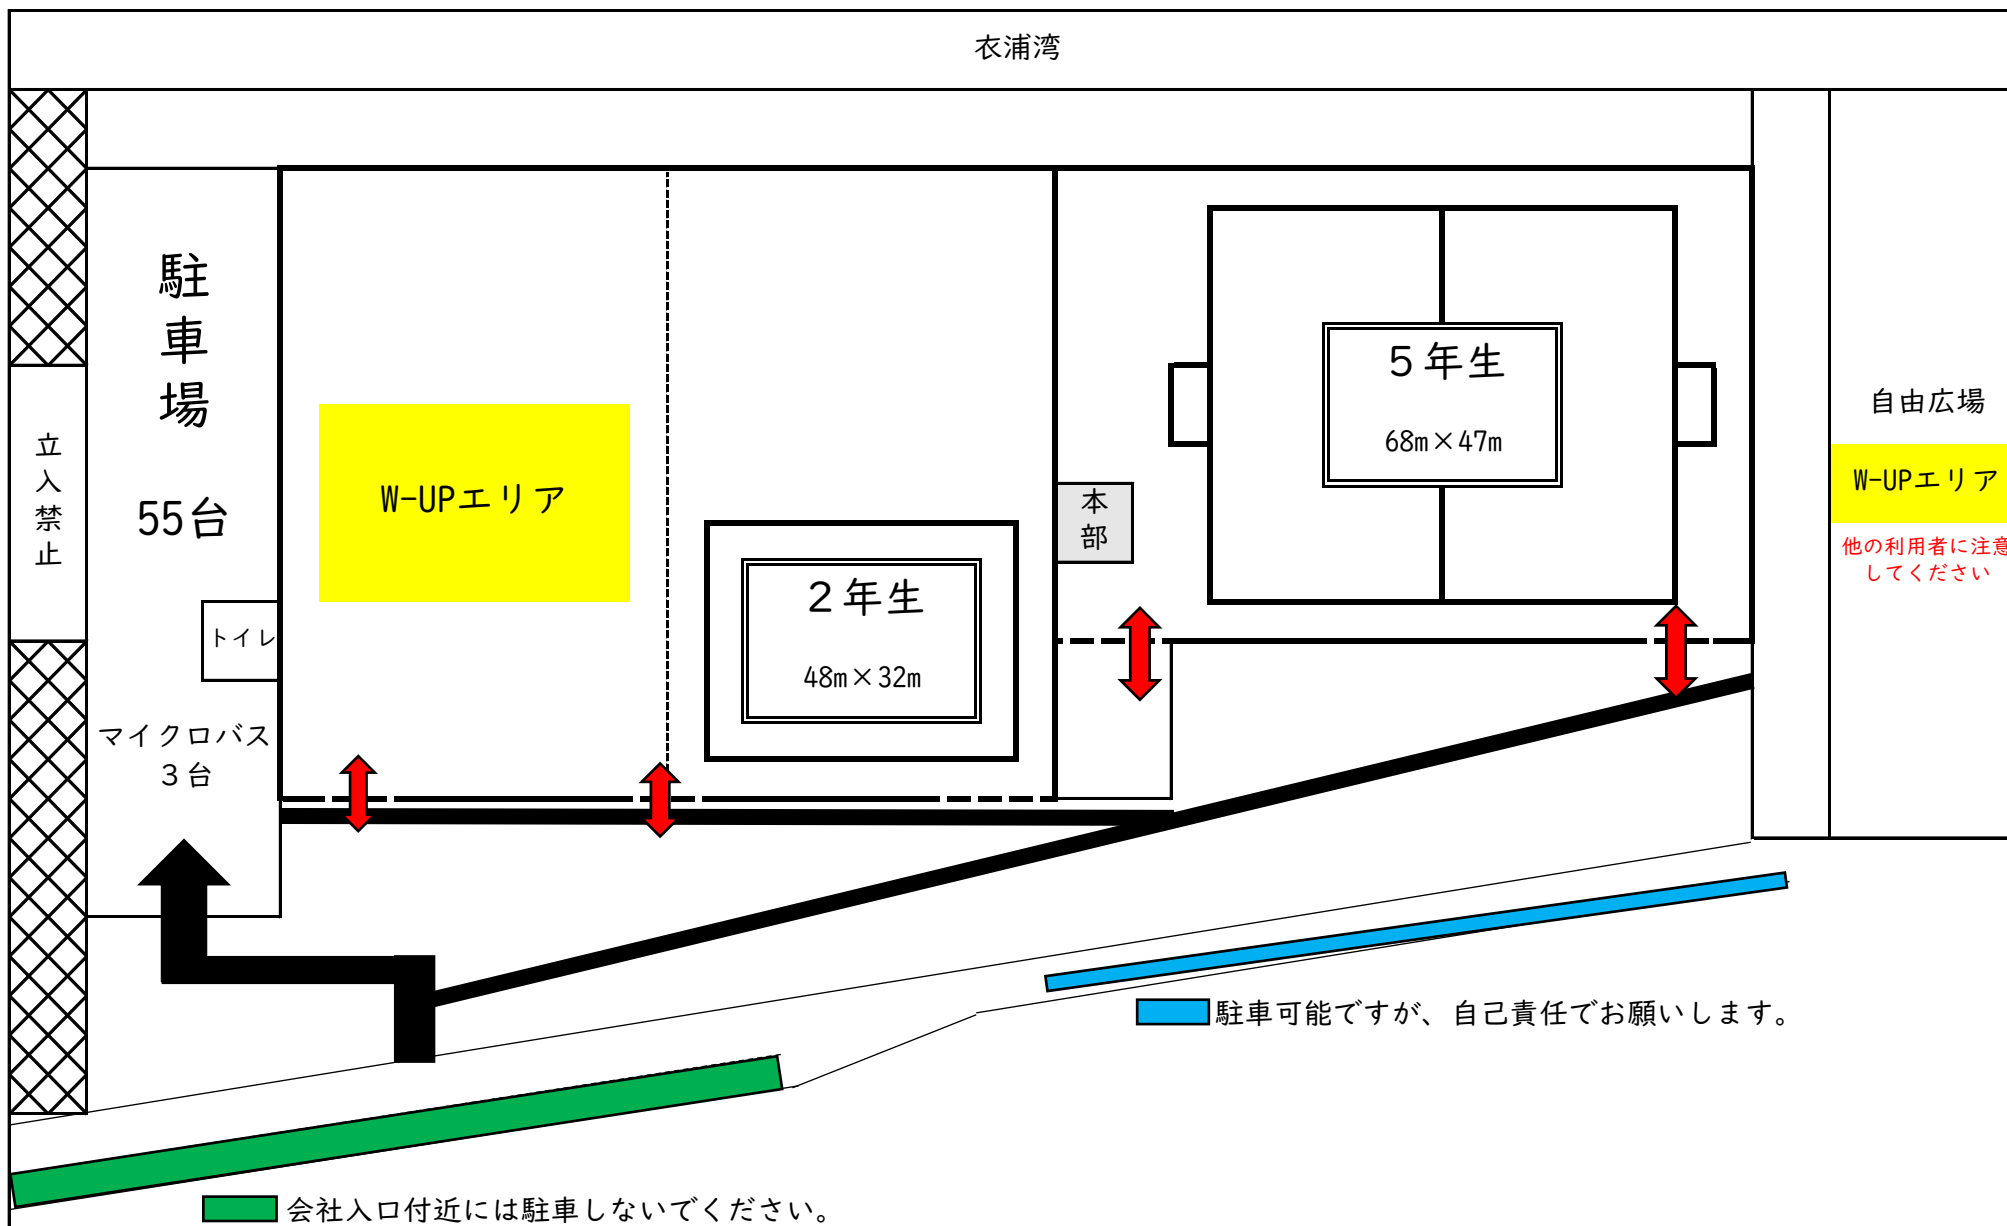 衣浦湾
駐車場
55台
立入禁止
トイレ
マイクロバス
３台
W-UPエリア
２年生
48m×32m
本部
５年生
68m×47m
自由広場
W-UPエリア
他の利用者に注意
してください
駐車可能ですが、自己責任でお願いします。
会社入口付近には駐車しないでください。